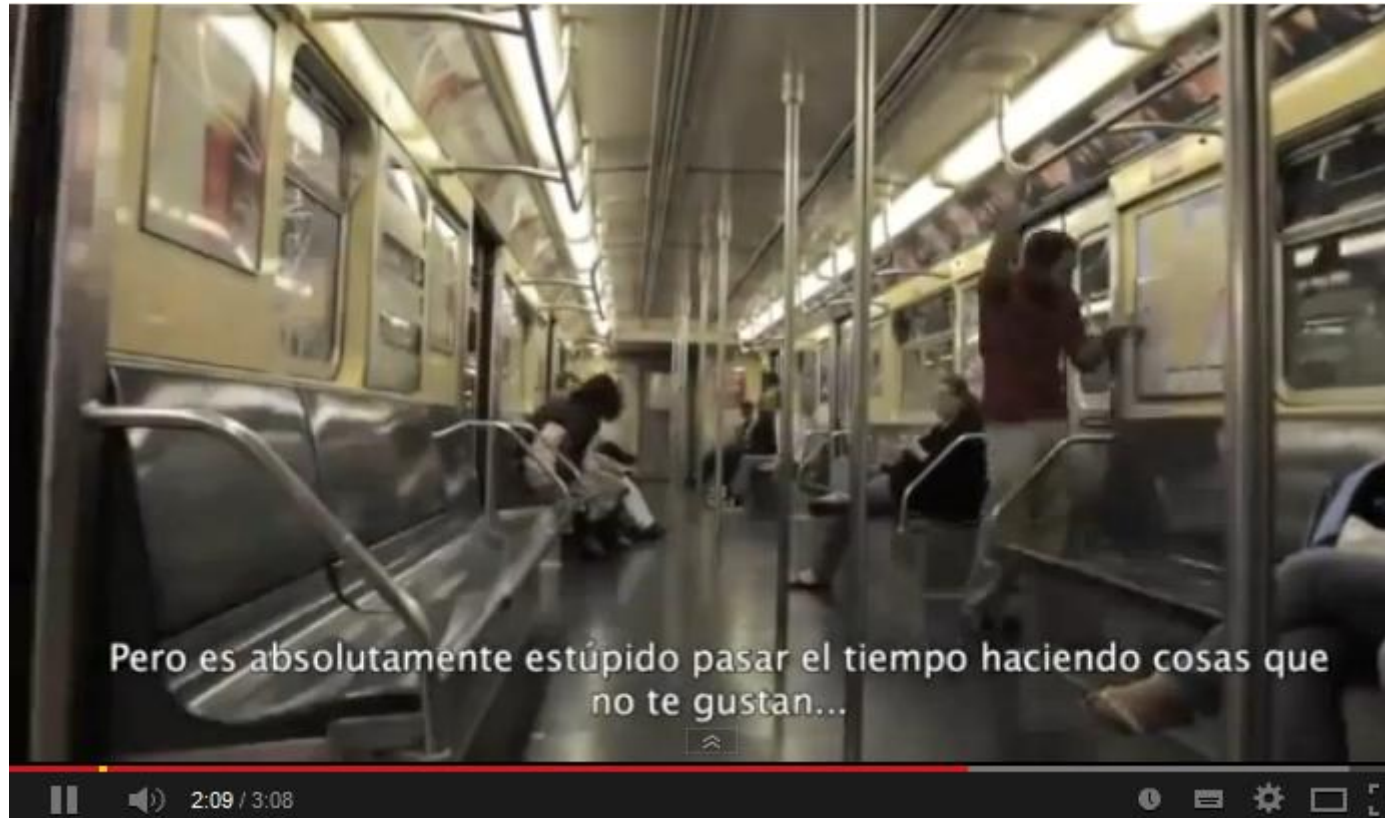 Pero es absolutamente estúpido pasar el tiempo haciendo cosas que
no te gustan...
2:09 / 3:08